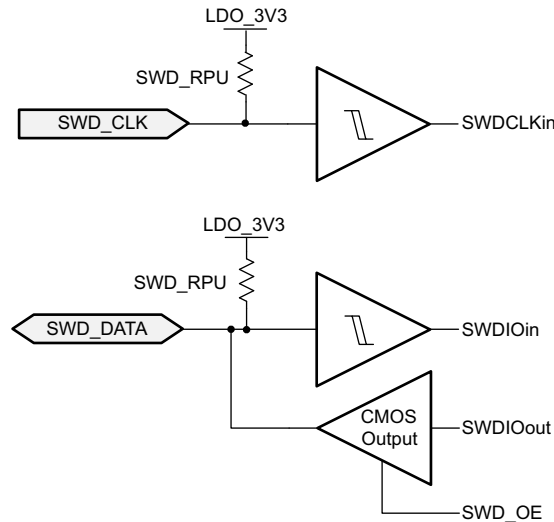 LDO_3V3
SWD_RPU
SWD_CLK
SWDCLKin
LDO_3V3
SWD_RPU
SWD_DATA
SWDIOin
CMOS
Output
SWDIOout
SWD_OE